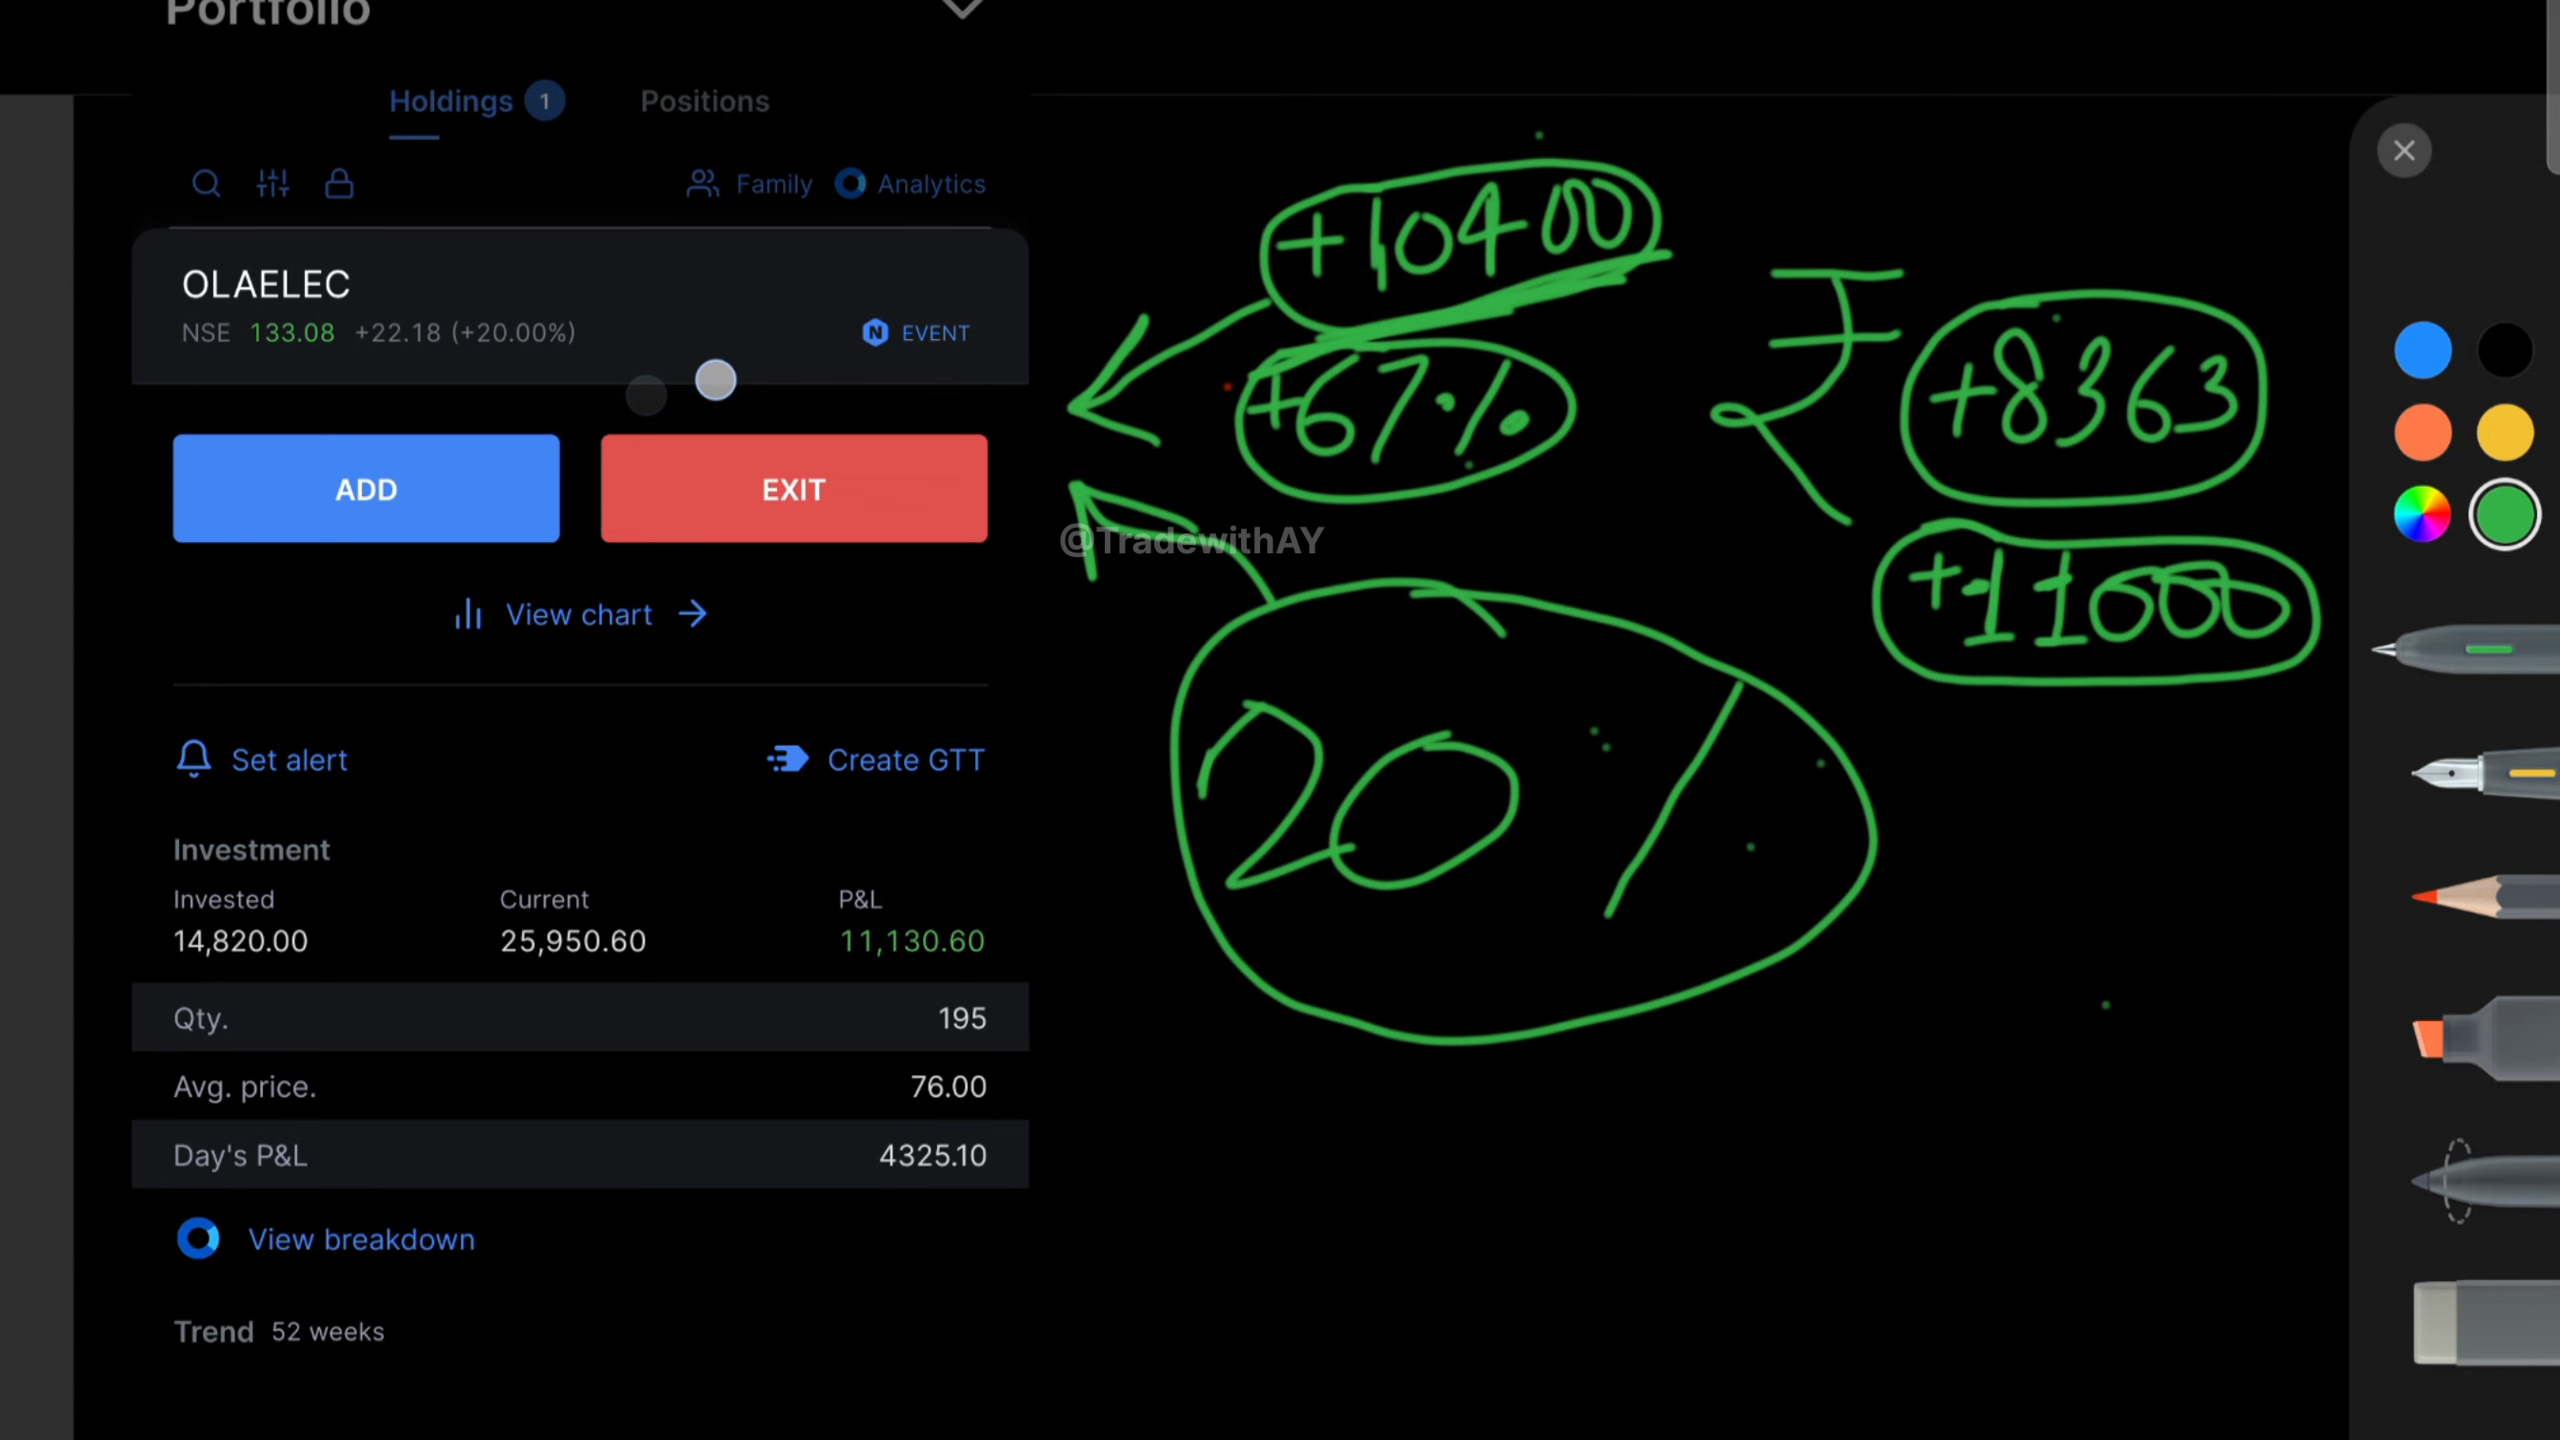 Portfolio
Holdings 1 Positions
Family Analytics
OLAELEC
NSE 133.08 +22.18 (+20.00%) N EVENT
ADD EXIT
View chart
Set alert Create GTT
Investment
Invested Current P&L
14,820.00 25,950.60 11,130.60
Qty. 195
Avg. price. 76.00
Day's P&L 4325.10
View breakdown
Trend 52 weeks
+10400
+67%
₹ +8363
+11000
@TradewithAY
20%